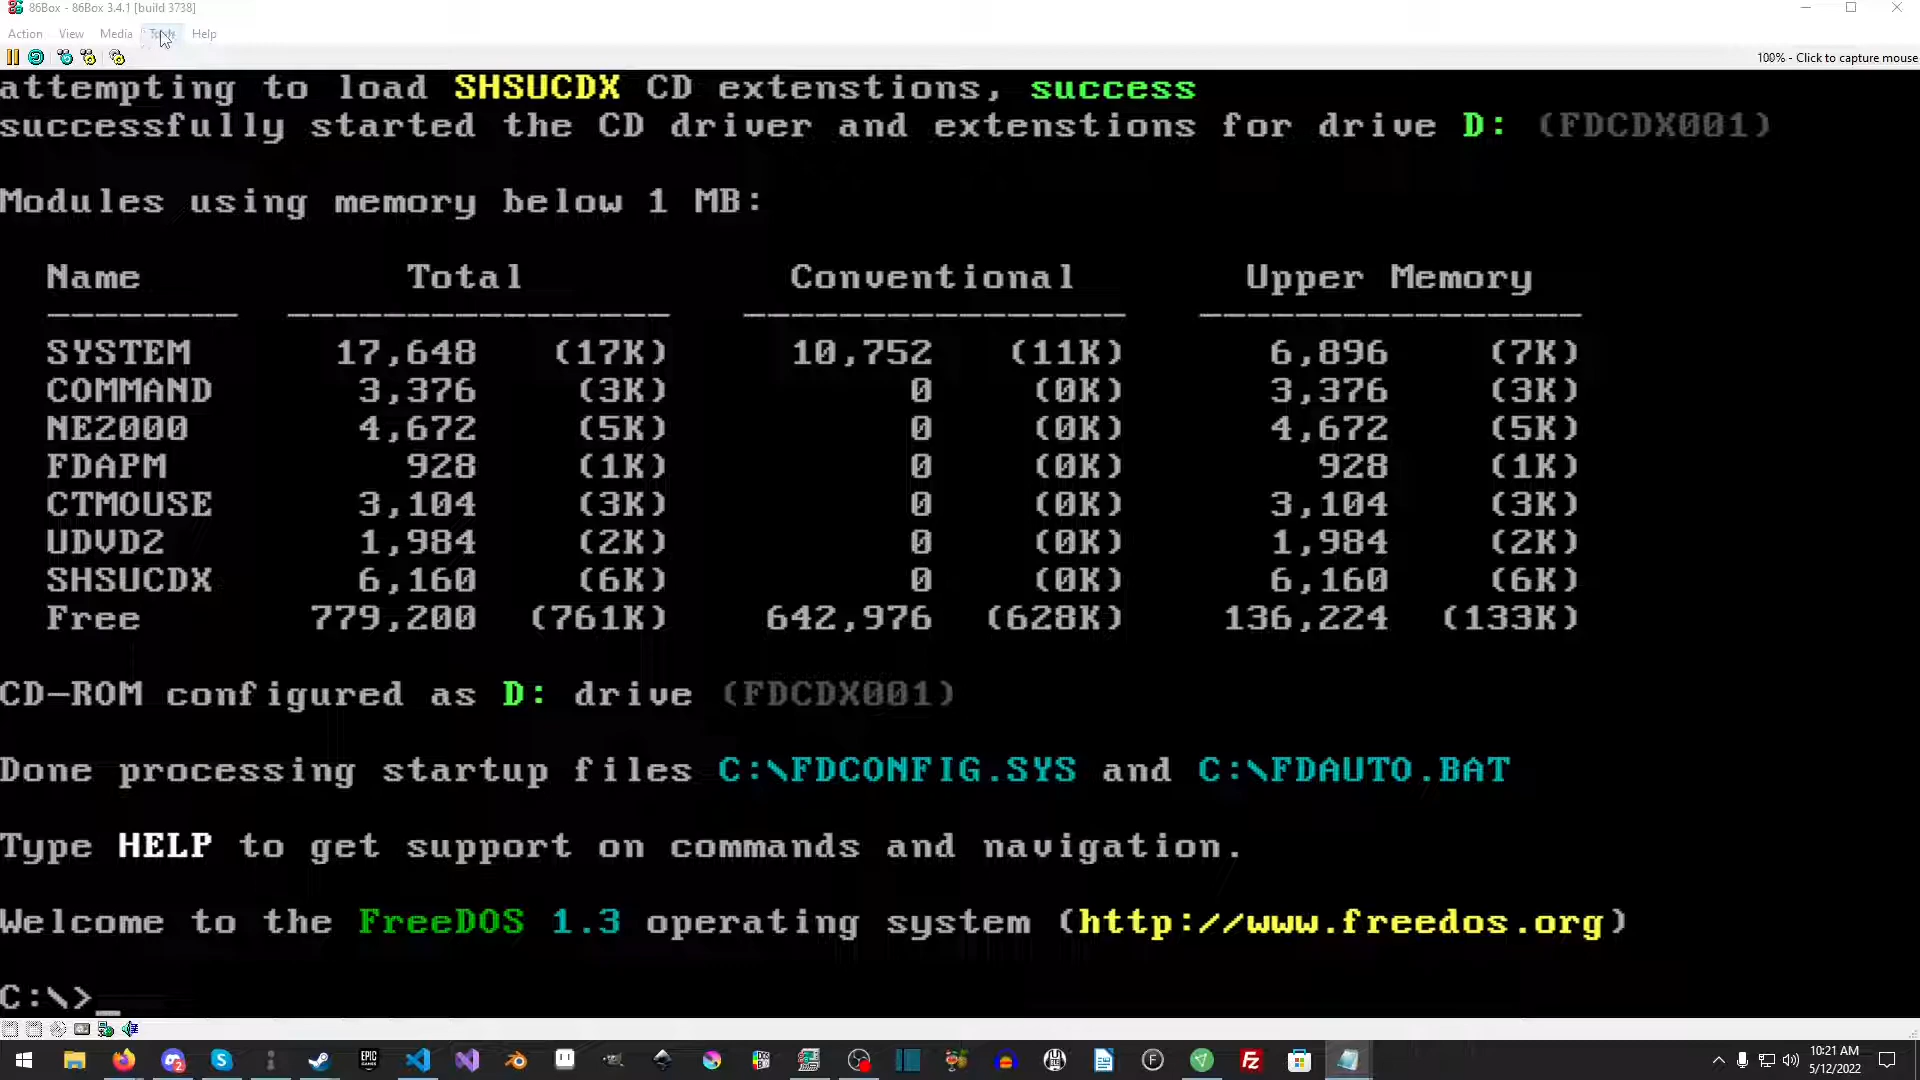 86Box - 86Box 3.4.1 [build 3738]
Action View Media Tools Help
100% - Click to capture mouse
attempting to load SHSUCDX CD extenstions, success
successfully started the CD driver and extenstions for drive D: (FDCDX001)
Modules using memory below 1 MB:
Name Total Conventional Upper Memory
SYSTEM 17,648 (17K) 10,752 (11K) 6,896 (7K)
COMMAND 3,376 (3K) 0 (0K) 3,376 (3K)
NE2000 4,672 (5K) 0 (0K) 4,672 (5K)
FDAPM 928 (1K) 0 (0K) 928 (1K)
CTMOUSE 3,104 (3K) 0 (0K) 3,104 (3K)
UDVD2 1,984 (2K) 0 (0K) 1,984 (2K)
SHSUCDX 6,160 (6K) 0 (0K) 6,160 (6K)
Free 779,200 (761K) 642,976 (628K) 136,224 (133K)
CD-ROM configured as D: drive (FDCDX001)
Done processing startup files C:\FDCONFIG.SYS and C:\FDAUTO.BAT
Type HELP to get support on commands and navigation.
Welcome to the FreeDOS 1.3 operating system (http://www.freedos.org)
C:\>_
EPIC GAMES
10:21 AM
5/12/2022